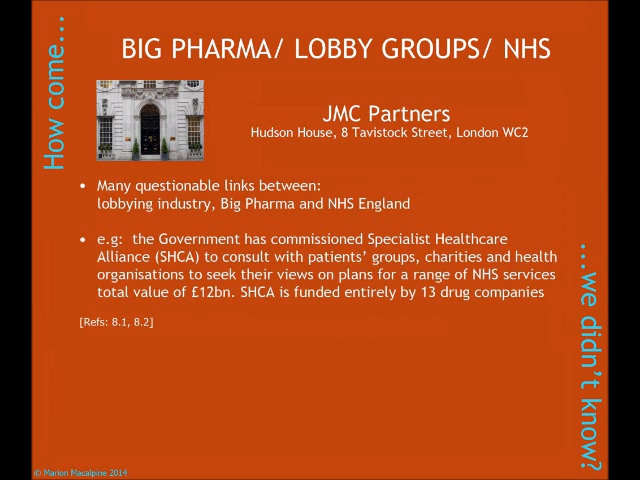 How come...
BIG PHARMA/ LOBBY GROUPS/ NHS
JMC Partners
Hudson House, 8 Tavistock Street, London WC2
• Many questionable links between:
lobbying industry, Big Pharma and NHS England
• e.g: the Government has commissioned Specialist Healthcare
Alliance (SHCA) to consult with patients’ groups, charities and health
organisations to seek their views on plans for a range of NHS services
total value of £12bn. SHCA is funded entirely by 13 drug companies
[Refs: 8.1, 8.2]
...we didn’t know?
© Marion Macalpine 2014